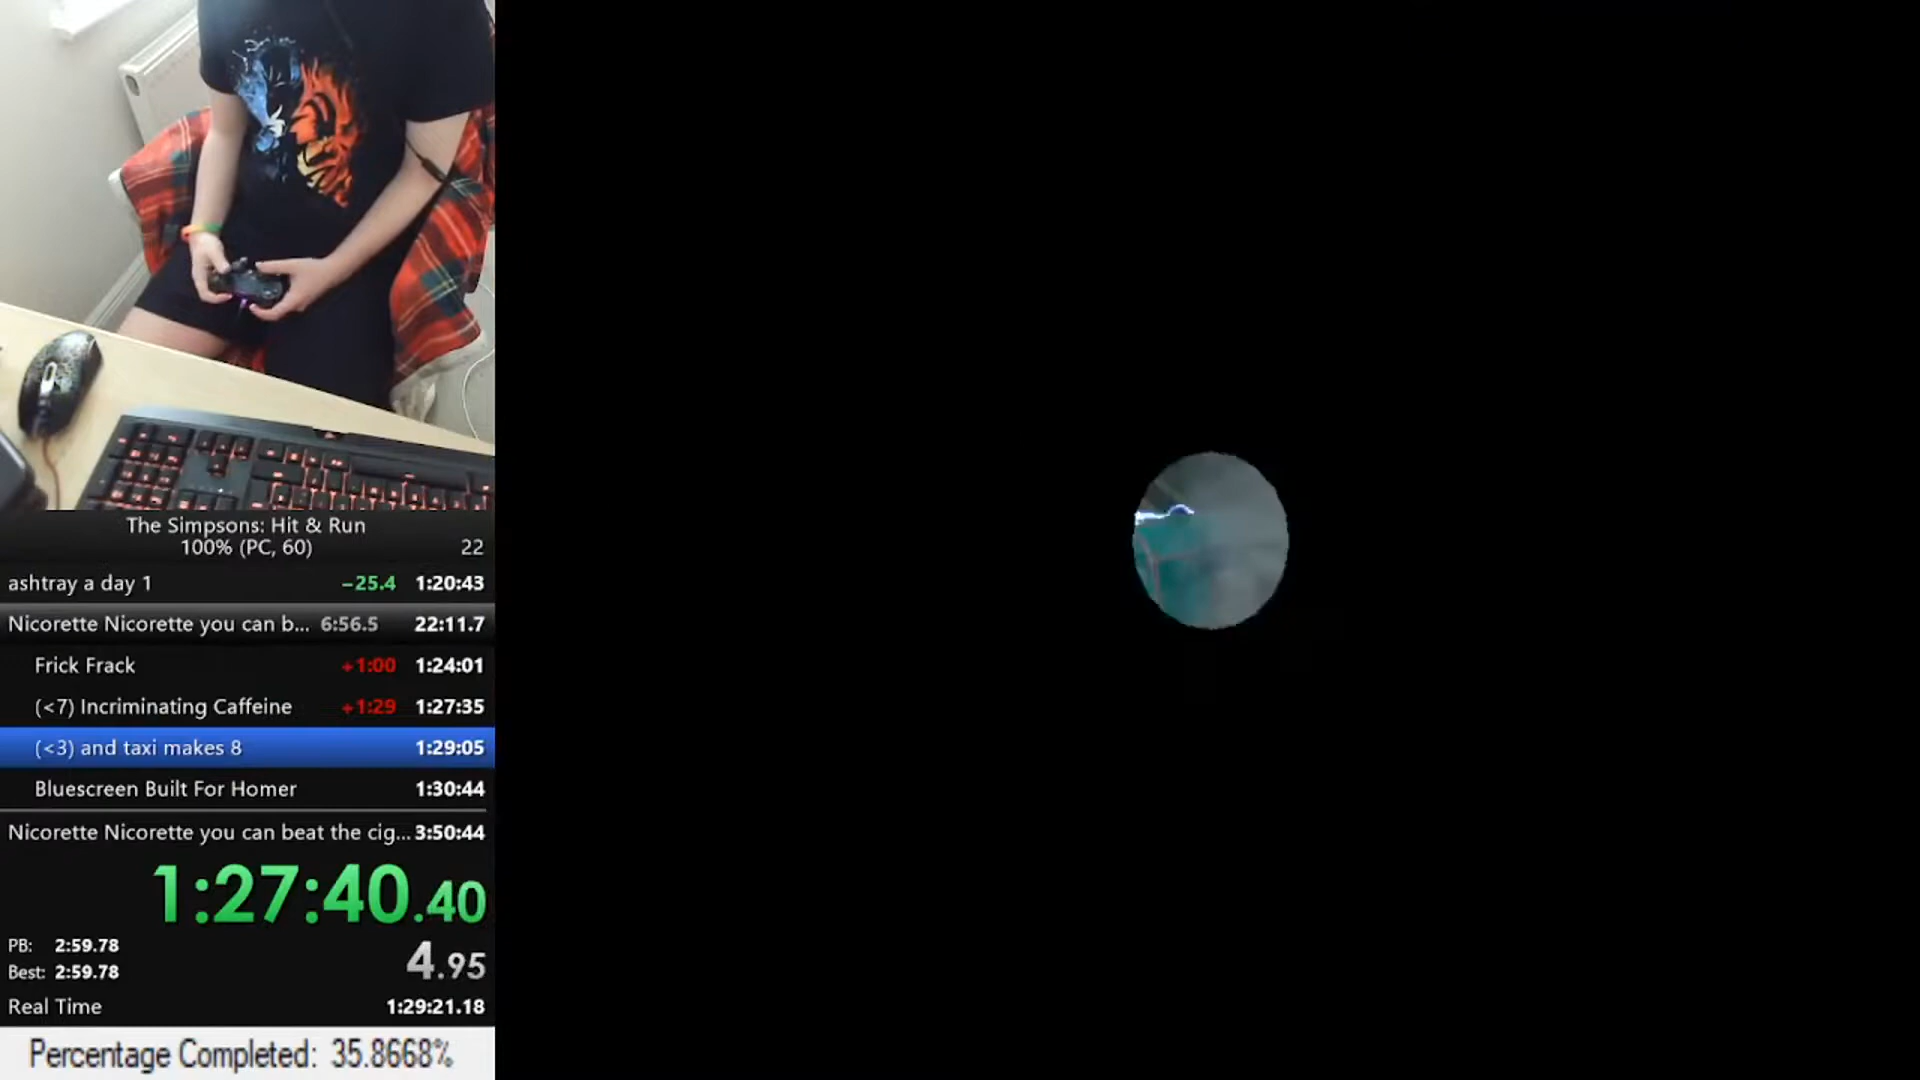 The Simpsons: Hit & Run
100% (PC, 60) 22
ashtray a day 1 −25.4 1:20:43
Nicorette Nicorette you can b... 6:56.5 22:11.7
Frick Frack +1:00 1:24:01
(<7) Incriminating Caffeine +1:29 1:27:35
(<3) and taxi makes 8 1:29:05
Bluescreen Built For Homer 1:30:44
Nicorette Nicorette you can beat the cig... 3:50:44
1:27:40.40
PB: 2:59.78
4.95
Best: 2:59.78
Real Time 1:29:21.18
Percentage Completed: 35.8668%